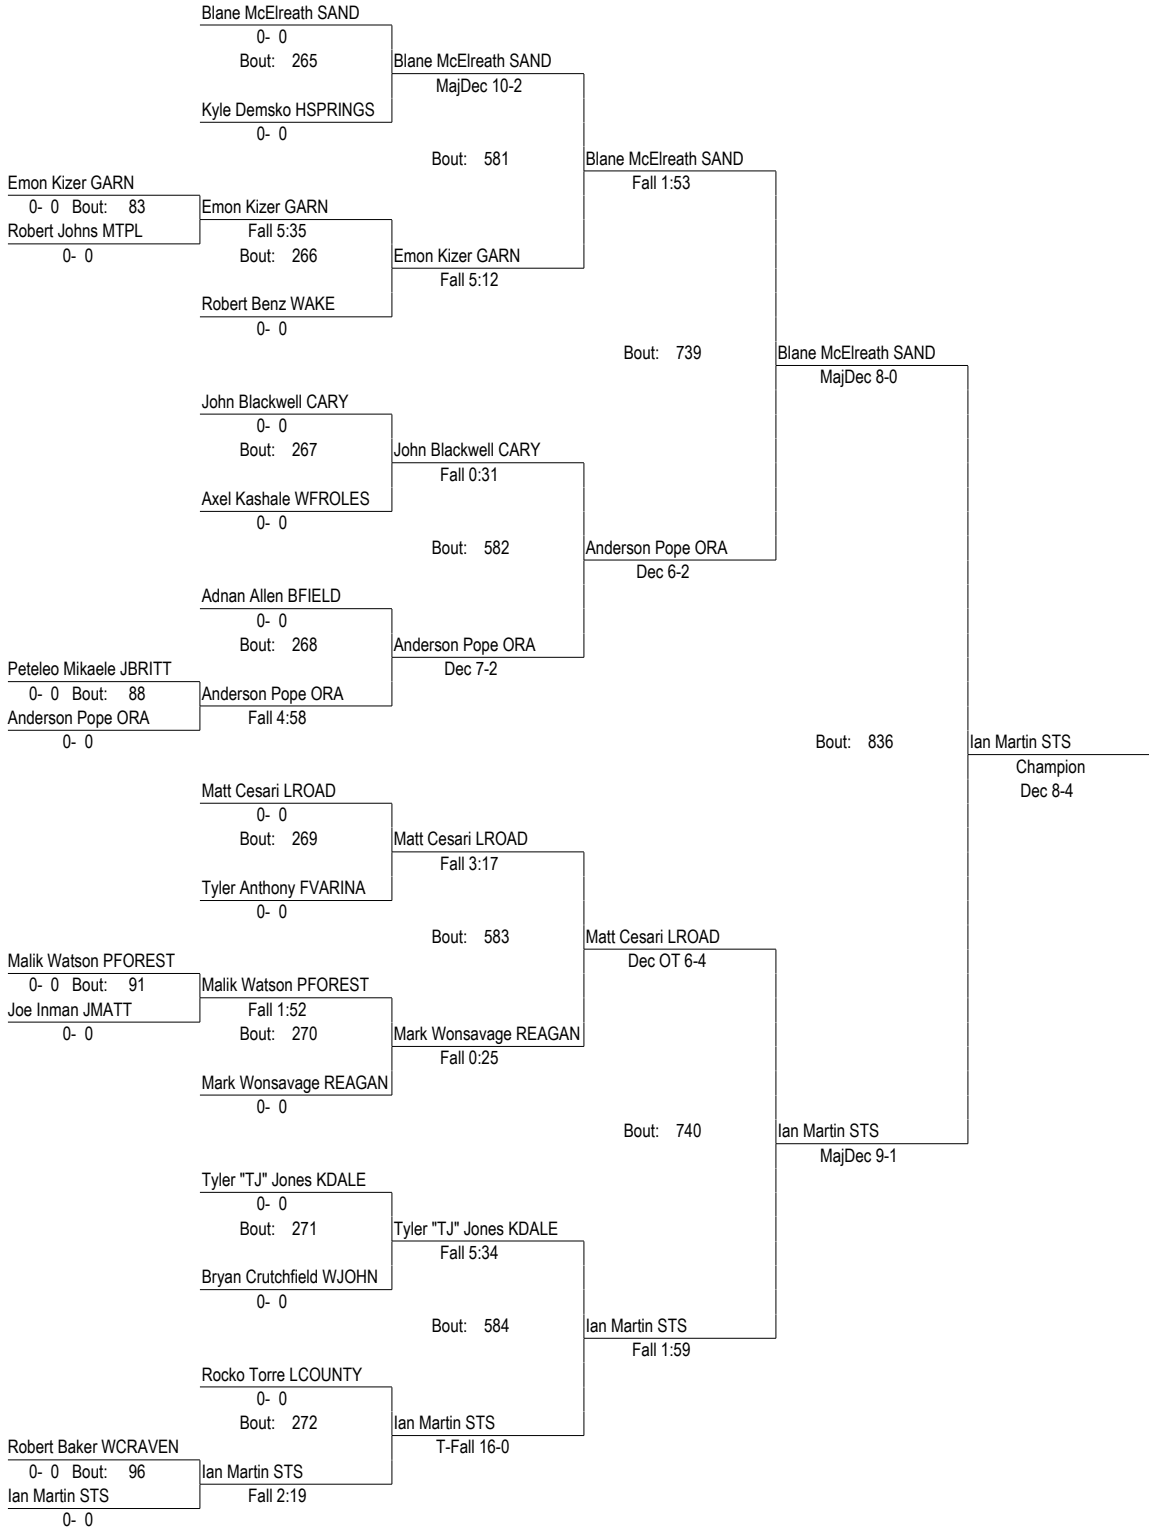 Blane McElreath SAND
0- 0
Bout: 265
Blane McElreath SAND
MajDec 10-2
Kyle Demsko HSPRINGS
0- 0
Bout: 581
Blane McElreath SAND
Fall 1:53
Emon Kizer GARN
0- 0 Bout: 83
Emon Kizer GARN
Robert Johns MTPL
Fall 5:35
0- 0
Bout: 266
Emon Kizer GARN
Fall 5:12
Robert Benz WAKE
0- 0
Bout: 739
Blane McElreath SAND
MajDec 8-0
John Blackwell CARY
0- 0
Bout: 267
John Blackwell CARY
Fall 0:31
Axel Kashale WFROLES
0- 0
Bout: 582
Anderson Pope ORA
Dec 6-2
Adnan Allen BFIELD
0- 0
Bout: 268
Anderson Pope ORA
Dec 7-2
Peteleo Mikaele JBRITT
0- 0 Bout: 88
Anderson Pope ORA
Anderson Pope ORA
Fall 4:58
0- 0
Bout: 836
Ian Martin STS
Champion
Dec 8-4
Matt Cesari LROAD
0- 0
Bout: 269
Matt Cesari LROAD
Fall 3:17
Tyler Anthony FVARINA
0- 0
Bout: 583
Matt Cesari LROAD
Dec OT 6-4
Malik Watson PFOREST
0- 0 Bout: 91
Malik Watson PFOREST
Joe Inman JMATT
Fall 1:52
0- 0
Bout: 270
Mark Wonsavage REAGAN
Fall 0:25
Mark Wonsavage REAGAN
0- 0
Bout: 740
Ian Martin STS
MajDec 9-1
Tyler "TJ" Jones KDALE
0- 0
Bout: 271
Tyler "TJ" Jones KDALE
Fall 5:34
Bryan Crutchfield WJOHN
0- 0
Bout: 584
Ian Martin STS
Fall 1:59
Rocko Torre LCOUNTY
0- 0
Bout: 272
Ian Martin STS
T-Fall 16-0
Robert Baker WCRAVEN
0- 0 Bout: 96
Ian Martin STS
Ian Martin STS
Fall 2:19
0- 0